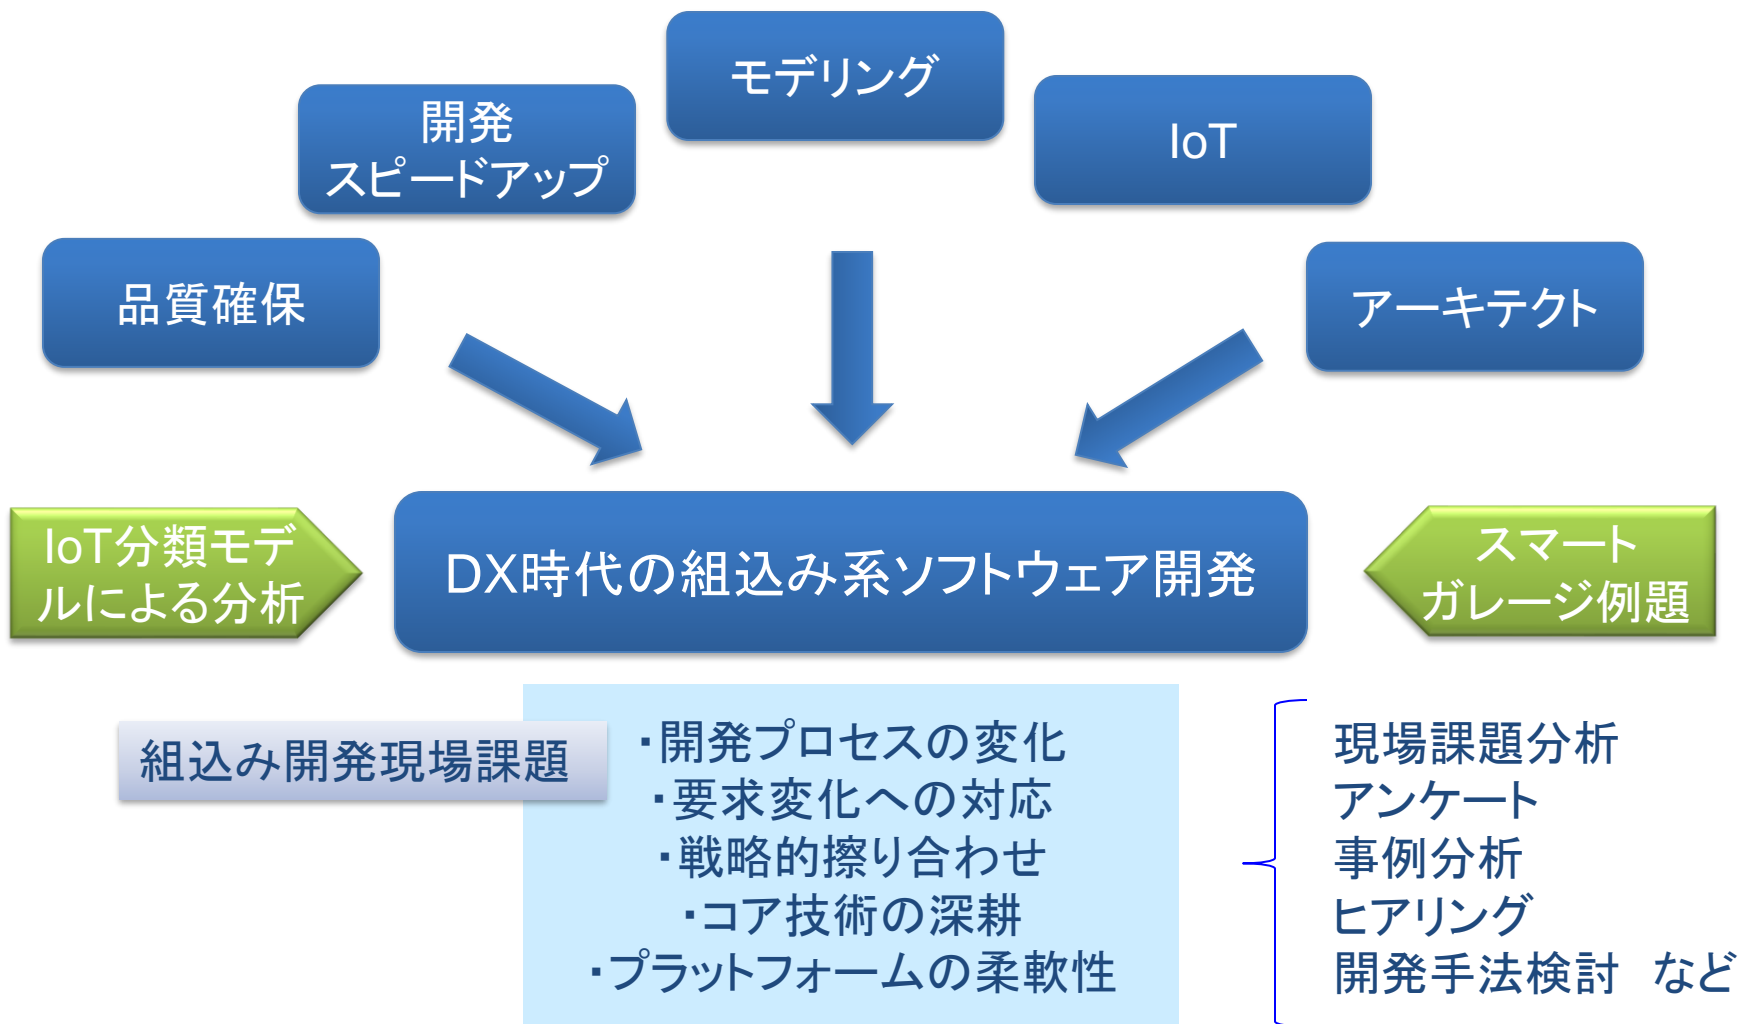 モデリング
開発
スピードアップ
IoT
品質確保
アーキテクト
IoT分類モデ
ルによる分析
DX時代の組込み系ソフトウェア開発
スマート
ガレージ例題
組込み開発現場課題
・開発プロセスの変化
・要求変化への対応
・戦略的擦り合わせ
・コア技術の深耕
・プラットフォームの柔軟性
現場課題分析
アンケート
事例分析
ヒアリング
開発手法検討　など